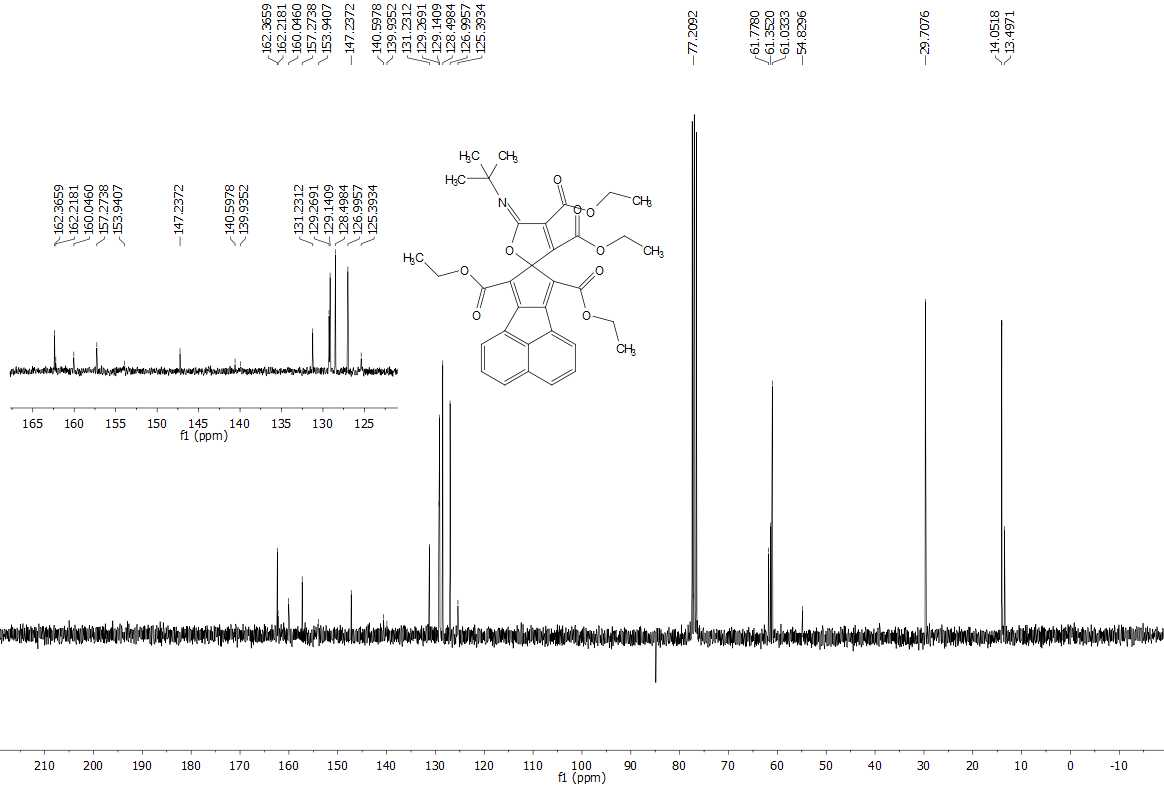 162.3659
162.2181
160.0460
157.2738
153.9407
147.2372
140.5978
139.9352
131.2312
129.2691
129.1409
128.4984
126.9957
125.3934
77.2092
61.7780
61.3520
61.0333
54.8296
29.7076
14.0518
13.4971
162.3659
162.2181
160.0460
157.2738
153.9407
147.2372
140.5978
139.9352
131.2312
129.2691
129.1409
128.4984
126.9957
125.3934
165 160 155 150 145 140 135 130 125
f1 (ppm)
H₃C CH₃
H₃C
N
O
O
O
CH₃
O
O
CH₃
H₃C
O
O
O
O
CH₃
210 200 190 180 170 160 150 140 130 120 110 100 90 80 70 60 50 40 30 20 10 0 -10
f1 (ppm)